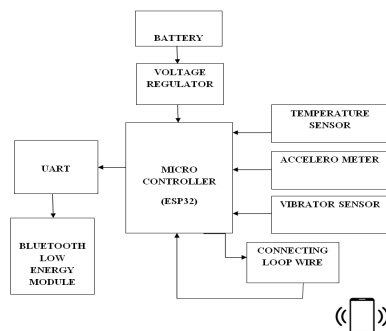 BATTERY
VOLTAGE
REGULATOR
TEMPERATURE
SENSOR
ACCELERO METER
UART
MICRO
CONTROLLER
(ESP32)
VIBRATOR SENSOR
BLUETOOTH
LOW
ENERGY
MODULE
CONNECTING
LOOP WIRE